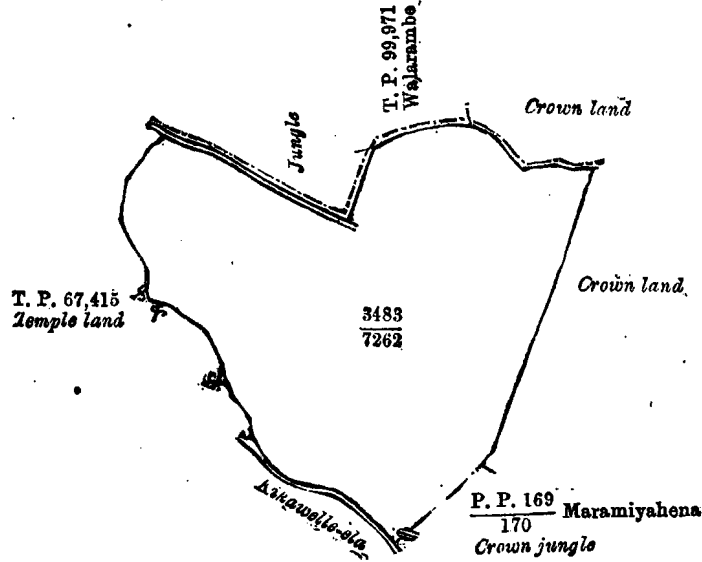 T. P. 99,971
Walarambe
Crown land
Jungle
Crown land
T. P. 67,415
Temple land
3483
7262
P. P. 169
170
Maramiyahena
Crown jungle